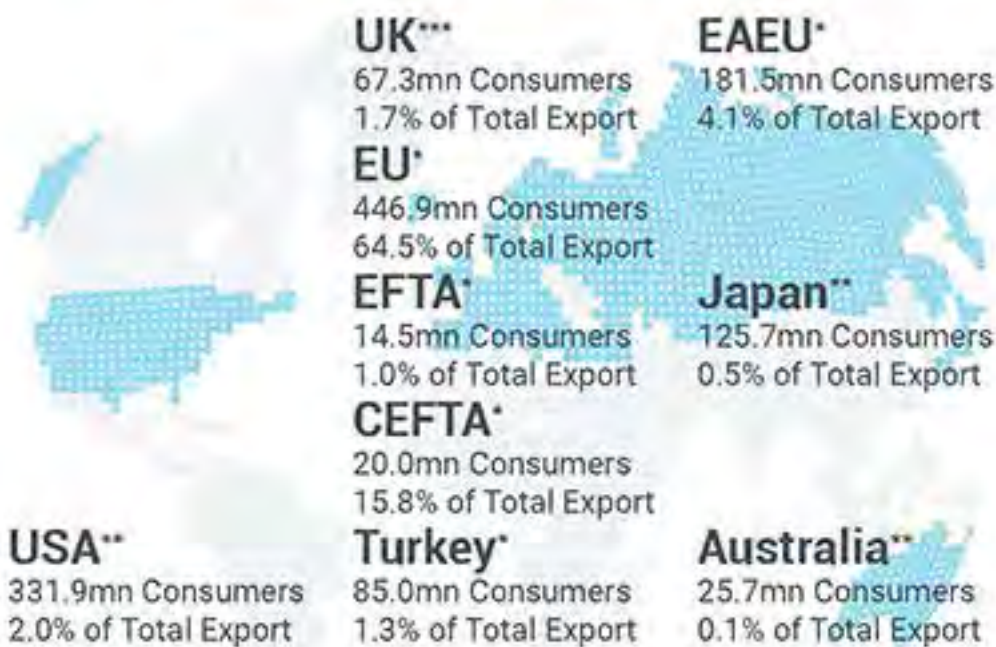 UK***
67.3mn Consumers
1.7% of Total Export
EAEU*
181.5mn Consumers
4.1% of Total Export
EU*
446.9mn Consumers
64.5% of Total Export
EFTA*
14.5mn Consumers
1.0% of Total Export
Japan**
125.7mn Consumers
0.5% of Total Export
CEFTA*
20.0mn Consumers
15.8% of Total Export
USA**
331.9mn Consumers
2.0% of Total Export
Turkey*
85.0mn Consumers
1.3% of Total Export
Australia**
25.7mn Consumers
0.1% of Total Export